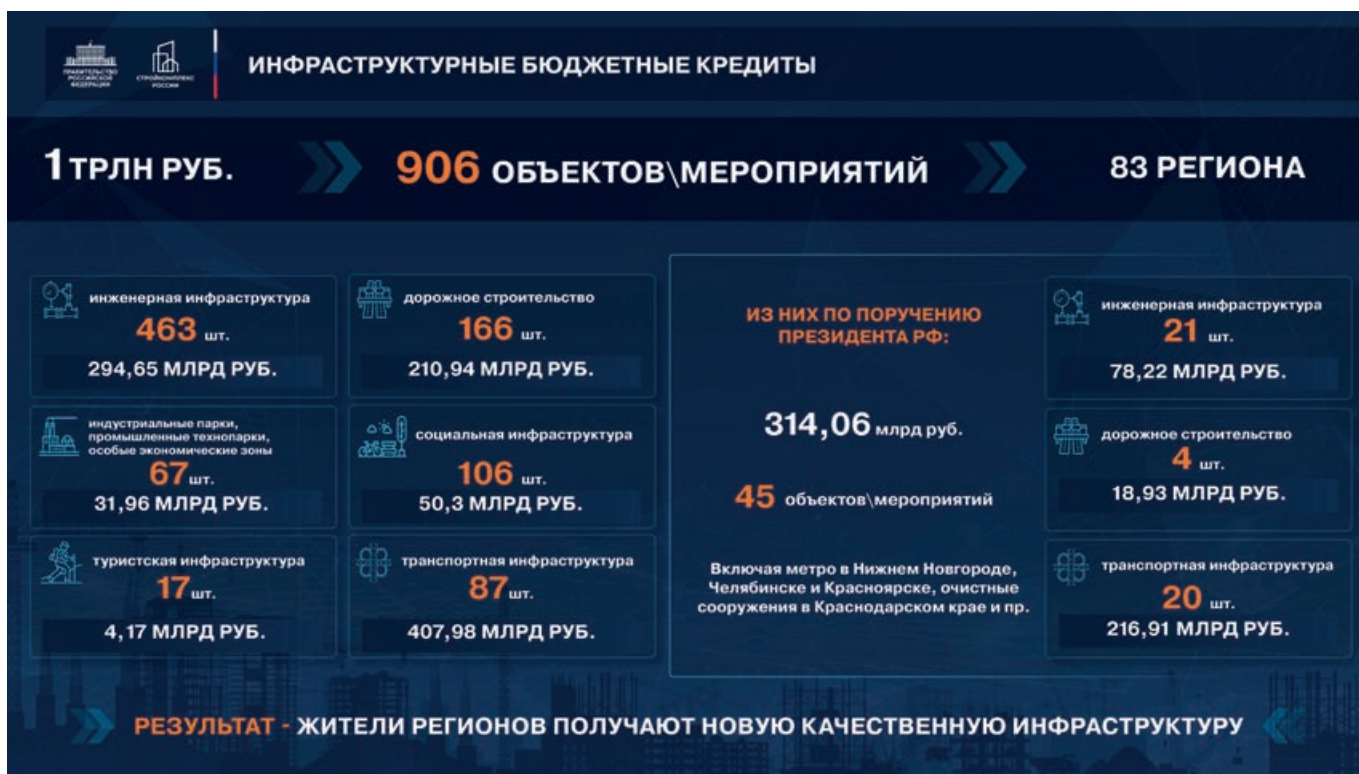 ПРАВИТЕЛЬСТВО
РОССИЙСКОЙ
ФЕДЕРАЦИИ
СТРОЙКОМПЛЕКС
РОССИИ
ИНФРАСТРУКТУРНЫЕ БЮДЖЕТНЫЕ КРЕДИТЫ
1 ТРЛН РУБ.
906 ОБЪЕКТОВ\МЕРОПРИЯТИЙ
83 РЕГИОНА
инженерная инфраструктура
463 шт.
294,65 МЛРД РУБ.
дорожное строительство
166 шт.
210,94 МЛРД РУБ.
индустриальные парки,
промышленные технопарки,
особые экономические зоны
67 шт.
31,96 МЛРД РУБ.
социальная инфраструктура
106 шт.
50,3 МЛРД РУБ.
туристская инфраструктура
17 шт.
4,17 МЛРД РУБ.
транспортная инфраструктура
87 шт.
407,98 МЛРД РУБ.
ИЗ НИХ ПО ПОРУЧЕНИЮ
ПРЕЗИДЕНТА РФ:
314,06 млрд руб.
45 объектов\мероприятий
Включая метро в Нижнем Новгороде,
Челябинске и Красноярске, очистные
сооружения в Краснодарском крае и пр.
инженерная инфраструктура
21 шт.
78,22 МЛРД РУБ.
дорожное строительство
4 шт.
18,93 МЛРД РУБ.
транспортная инфраструктура
20 шт.
216,91 МЛРД РУБ.
РЕЗУЛЬТАТ - ЖИТЕЛИ РЕГИОНОВ ПОЛУЧАЮТ НОВУЮ КАЧЕСТВЕННУЮ ИНФРАСТРУКТУРУ